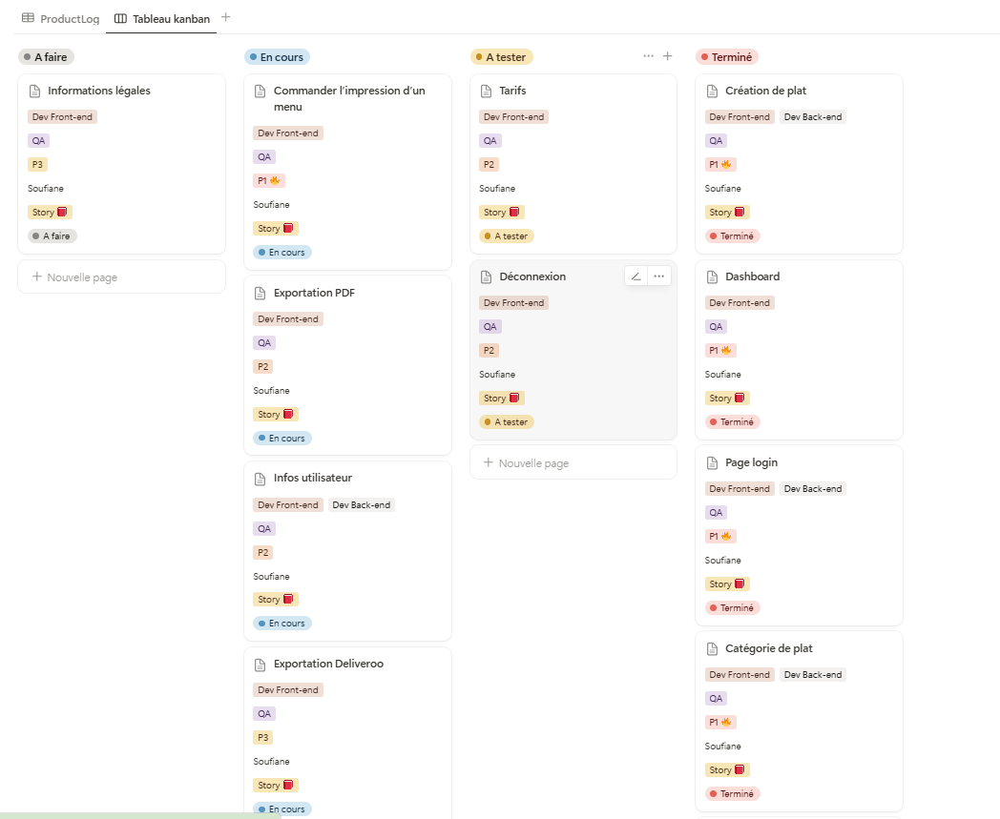 ProductLog
Tableau kanban
A faire
Informations légales
Dev Front-end
QA
P3
Soufiane
Story
A faire
Nouvelle page
En cours
Commander l'impression d'un
menu
Dev Front-end
QA
P1
Soufiane
Story
En cours
Exportation PDF
Dev Front-end
QA
P2
Soufiane
Story
En cours
Infos utilisateur
Dev Front-end Dev Back-end
QA
P2
Soufiane
Story
En cours
Exportation Deliveroo
Dev Front-end
QA
P3
Soufiane
Story
En cours
A tester
Tarifs
Dev Front-end
QA
P2
Soufiane
Story
A tester
Déconnexion
Dev Front-end
QA
P2
Soufiane
Story
A tester
Nouvelle page
Terminé
Création de plat
Dev Front-end Dev Back-end
QA
P1
Soufiane
Story
Terminé
Dashboard
Dev Front-end
QA
P1
Soufiane
Story
Terminé
Page login
Dev Front-end Dev Back-end
QA
P1
Soufiane
Story
Terminé
Catégorie de plat
Dev Front-end Dev Back-end
QA
P1
Soufiane
Story
Terminé